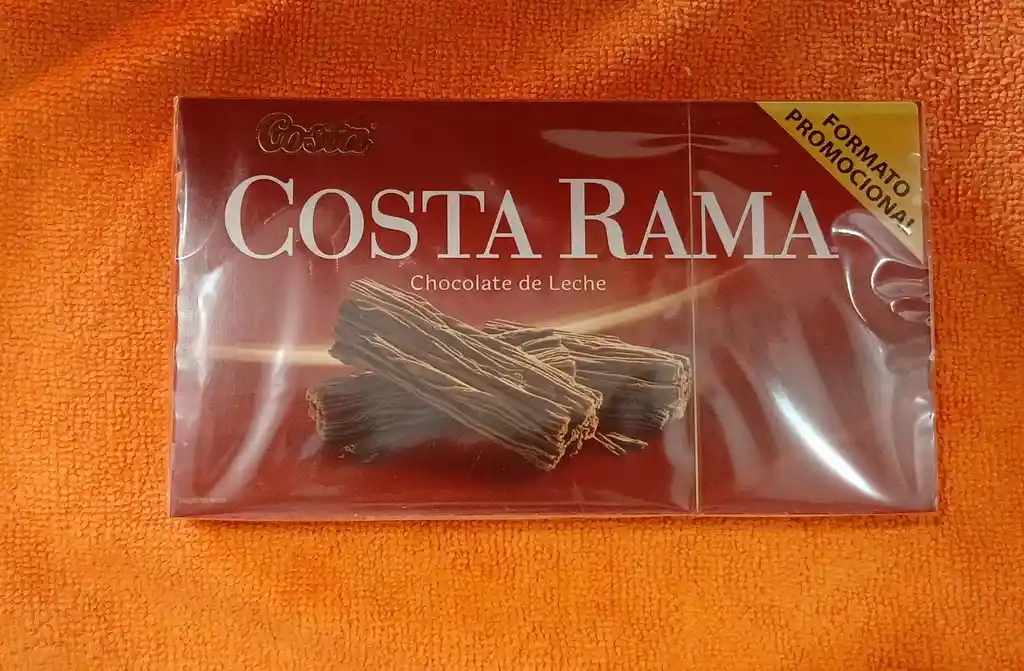 Costa
COSTA RAMA
Chocolate de Leche
FORMATO
PROMOCIONAL